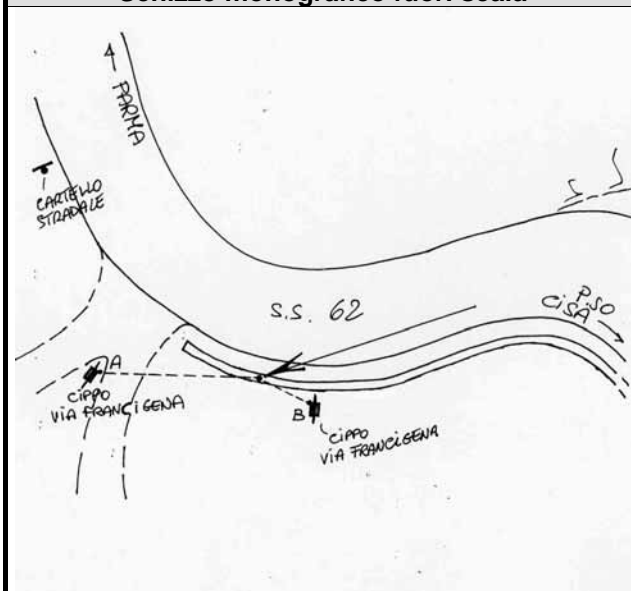 Schizzo monografico fuori scala
PARMA
CARTELLO
STRADALE
S.S. 62
P.SO
CISA
A
CIPPO
VIA FRANCIGENA
B
CIPPO
VIA FRANCIGENA